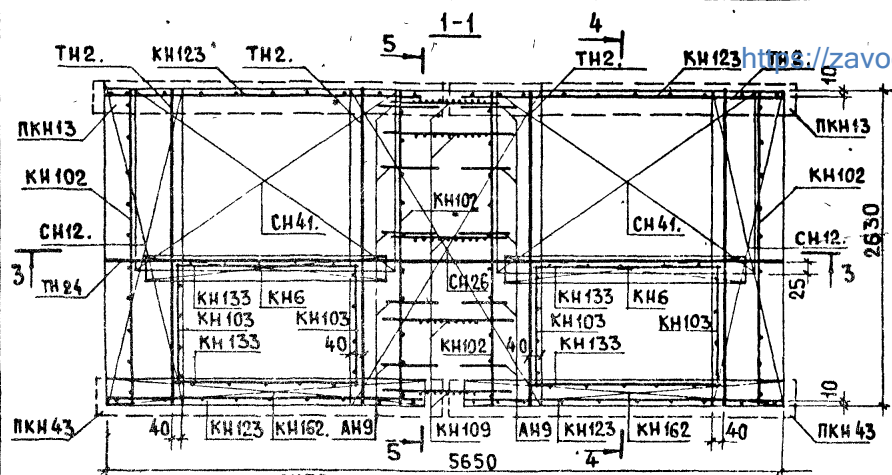 1-1
5
4
https://zavo
ТН2. КН123 ТН2. ТН2. КН123 ТН2.
10
ПКН13 ПКН13
КН102 КН102 КН102
СН41. СН41.
2630
СН12. СН12.
3 3
ТН24 СН26 25
КН133 КН6 КН133 КН6
КН103 КН103 КН103 КН103
КН133 40 КН102 40 КН133
10
ПКН43 40 КН123 КН162. АН9 КН109 АН9 КН123 КН162 40 ПКН43
5 4
5650